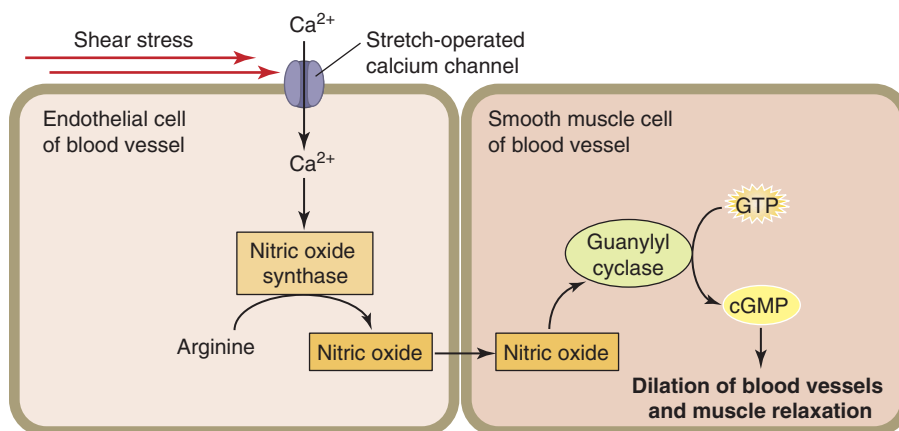 Shear stress
Ca²⁺
Stretch-operated
calcium channel
Endothelial cell
of blood vessel
Ca²⁺
Nitric oxide
synthase
Arginine
Nitric oxide
Smooth muscle cell
of blood vessel
Nitric oxide
Guanylyl
cyclase
GTP
cGMP
Dilation of blood vessels
and muscle relaxation